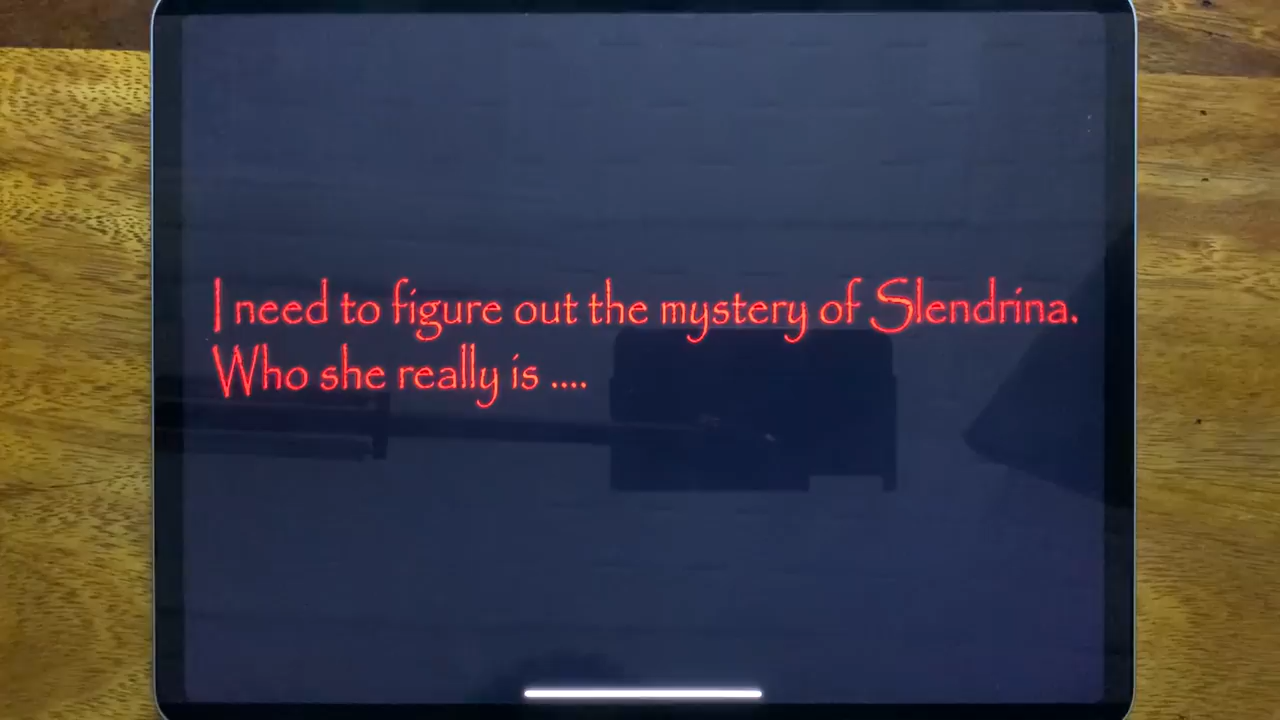 I need to figure out the mystery of Slendrina.
Who she really is ....